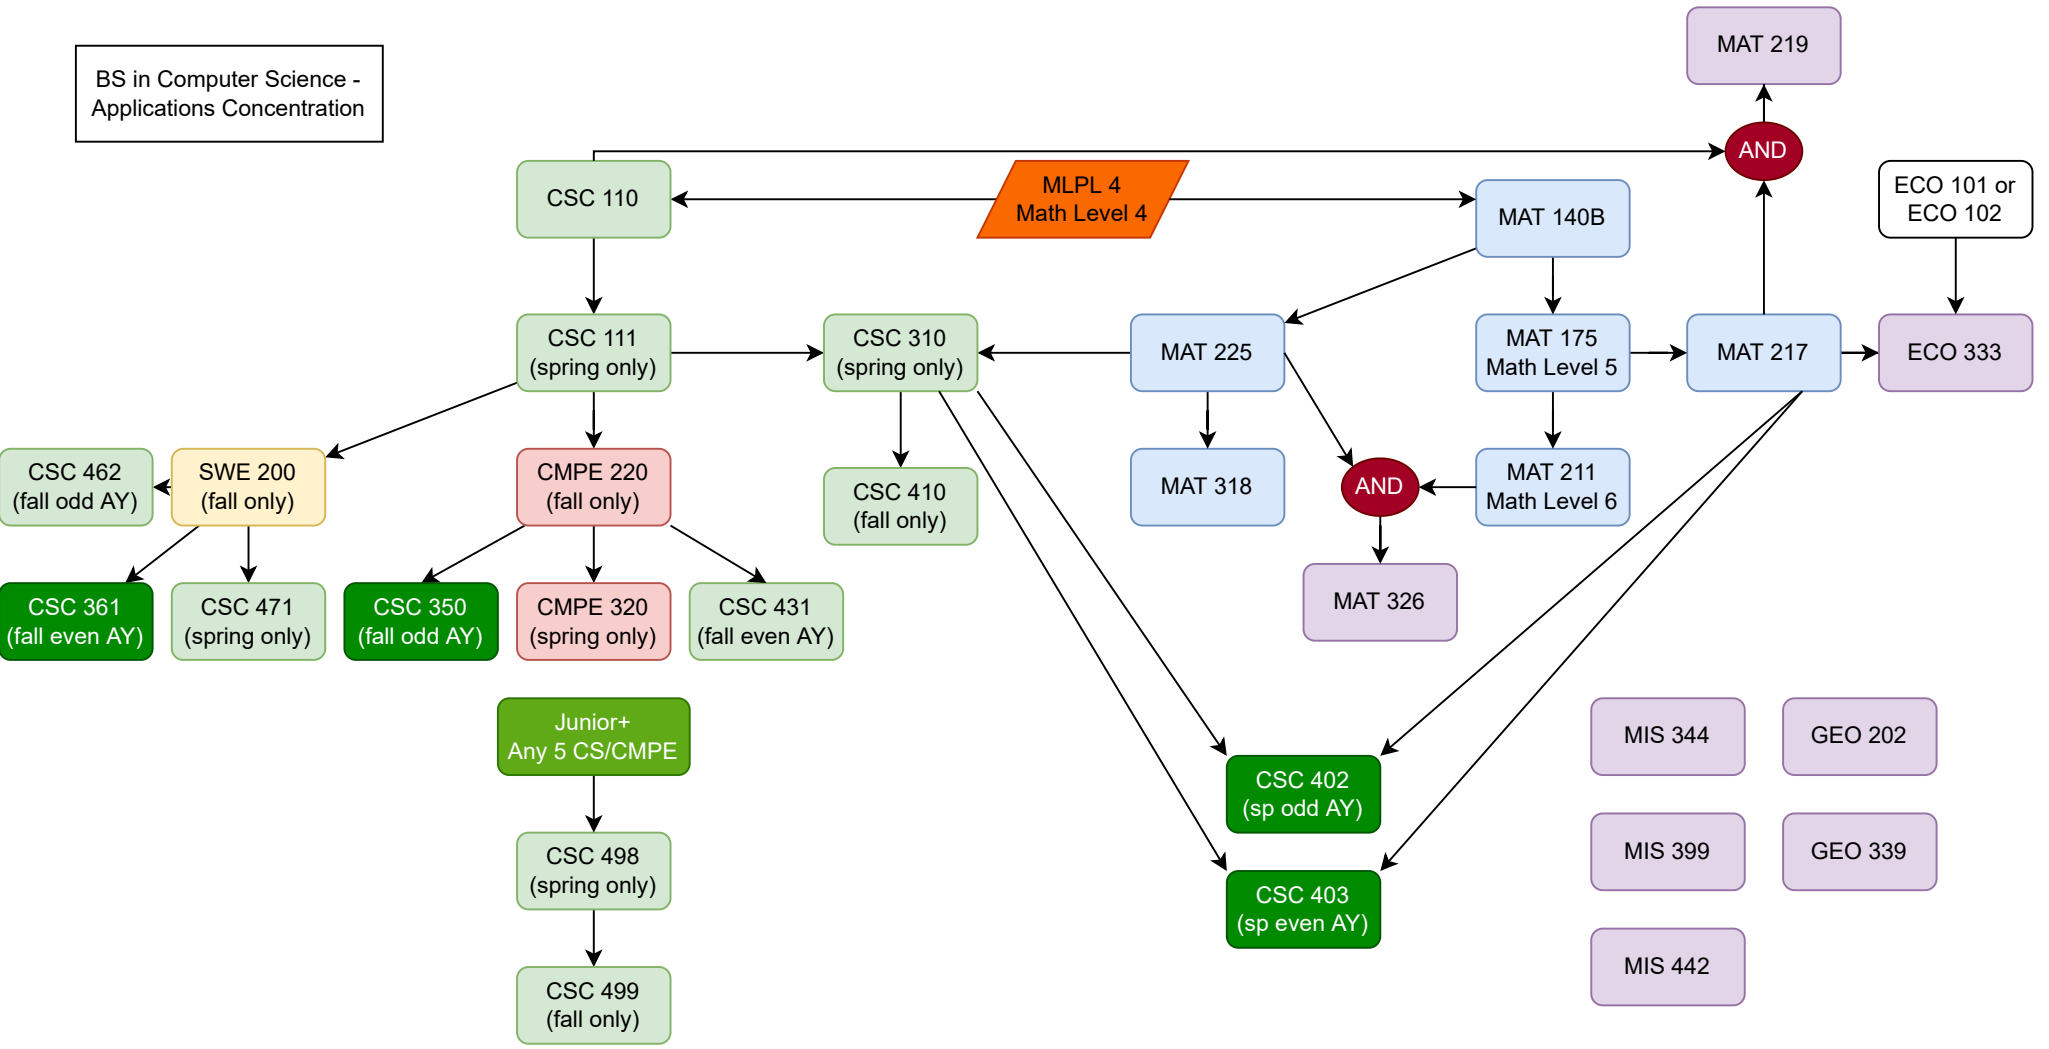 MAT 219
BS in Computer Science -
Applications Concentration
AND
CSC 110
MLPL 4
Math Level 4
MAT 140B
ECO 101 or
ECO 102
CSC 111
(spring only)
CSC 310
(spring only)
MAT 225
MAT 175
Math Level 5
MAT 217
ECO 333
CSC 462
(fall odd AY)
SWE 200
(fall only)
CMPE 220
(fall only)
CSC 410
(fall only)
MAT 318
AND
MAT 211
Math Level 6
CSC 361
(fall even AY)
CSC 471
(spring only)
CSC 350
(fall odd AY)
CMPE 320
(spring only)
CSC 431
(fall even AY)
MAT 326
Junior+
Any 5 CS/CMPE
MIS 344
GEO 202
CSC 402
(sp odd AY)
CSC 498
(spring only)
MIS 399
GEO 339
CSC 403
(sp even AY)
MIS 442
CSC 499
(fall only)